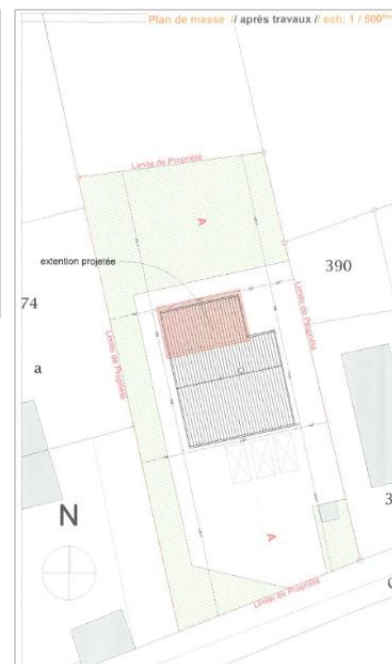 Plan de masse // après travaux // ech: 1 / 500
Limite de Propriété
A
extention projetée
390
74
Limite de Propriété
a
Limite de Propriété
3
N
A
Limite de Propriété